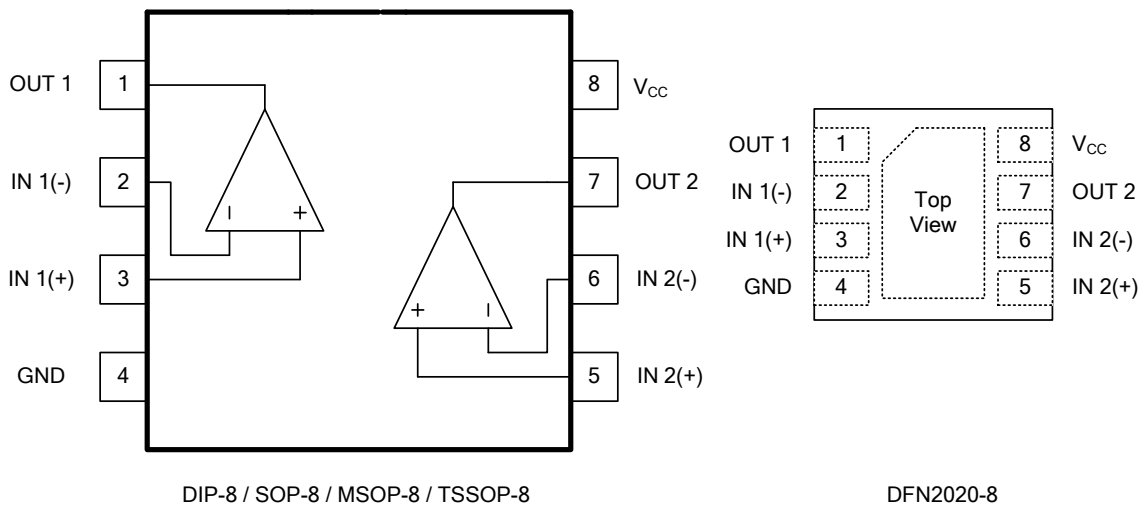 OUT 1 1 8 VCC
IN 1(-) 2 7 OUT 2
IN 1(+) 3 6 IN 2(-)
GND 4 5 IN 2(+)
- +
+ -
DIP-8 / SOP-8 / MSOP-8 / TSSOP-8
OUT 1 1 8 VCC
IN 1(-) 2 7 OUT 2
IN 1(+) 3 6 IN 2(-)
GND 4 5 IN 2(+)
Top
View
DFN2020-8